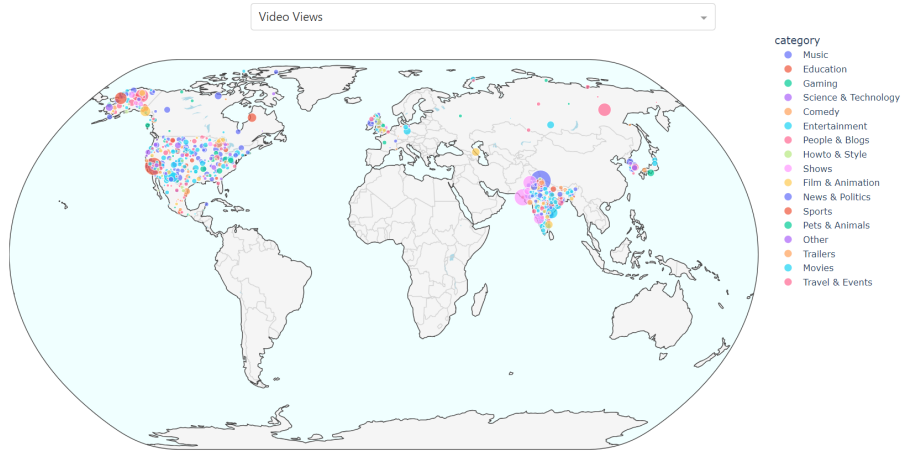 Video Views
category
Music
Education
Gaming
Science & Technology
Comedy
Entertainment
People & Blogs
Howto & Style
Shows
Film & Animation
News & Politics
Sports
Pets & Animals
Other
Trailers
Movies
Travel & Events